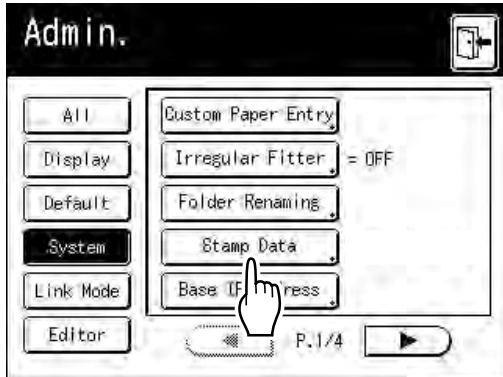 Admin.
All
Custom Paper Entry
Display
Irregular Fitter = OFF
Default
Folder Renaming
System
Stamp Data
Link Mode
Base
Editor
P.1/4